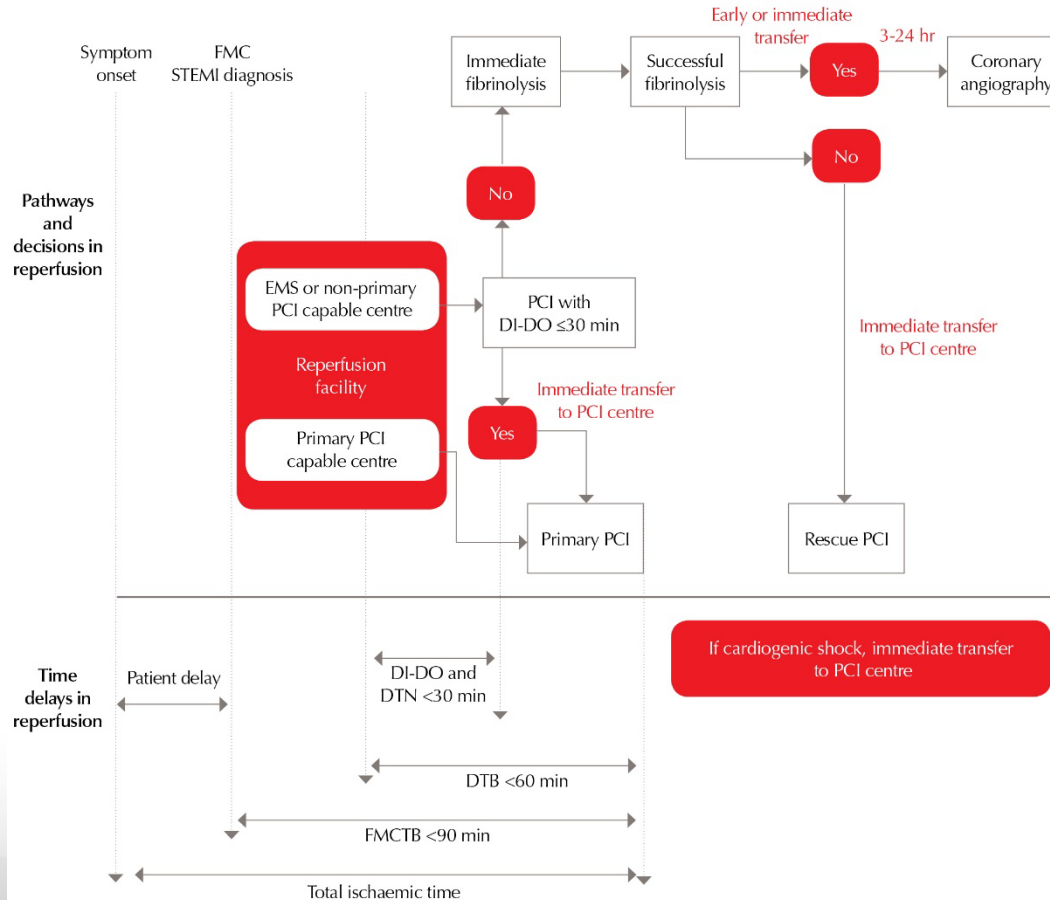 Symptom
onset
FMC
STEMI diagnosis
Immediate
fibrinolysis
Successful
fibrinolysis
Early or immediate
transfer
Yes
3-24 hr
Coronary
angiography
No
No
Pathways
and
decisions in
reperfusion
EMS or non-primary
PCI capable centre
PCI with
DI-DO ≤30 min
Reperfusion
facility
Immediate transfer
to PCI centre
Immediate transfer
to PCI centre
Yes
Primary PCI
capable centre
Primary PCI
Rescue PCI
Time
delays in
reperfusion
Patient delay
DI-DO and
DTN <30 min
If cardiogenic shock, immediate transfer
to PCI centre
DTB <60 min
FMCTB <90 min
Total ischaemic time